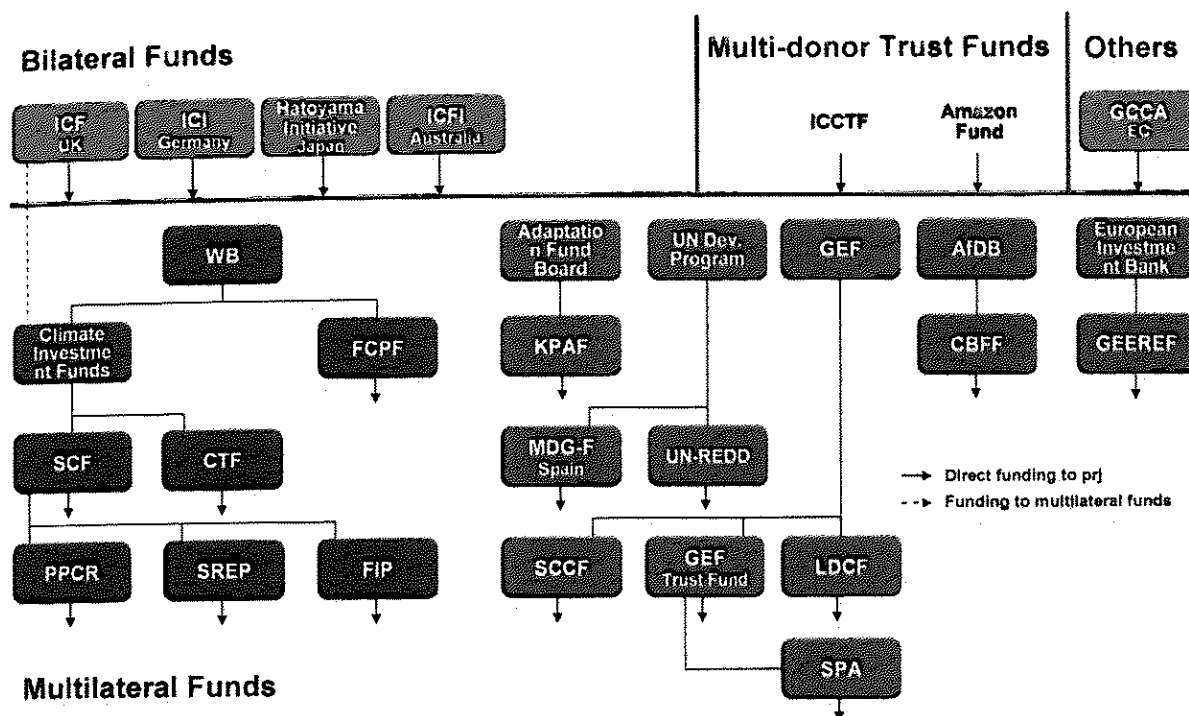 Bilateral Funds
Multi-donor Trust Funds
Others
ICF
UK
ICI
Germany
Hatoyama
Initiative
Japan
ICFI
Australia
ICCTF
Amazon
Fund
GCCA
EC
WB
Adaptatio
n Fund
Board
UN Dev.
Program
GEF
AfDB
European
Investme
nt Bank
Climate
Investme
nt Funds
FCPF
KPAF
CBFF
GEEREF
SCF
CTF
MDG-F
Spain
UN-REDD
Direct funding to prj
Funding to multilateral funds
PPCR
SREP
FIP
SCCF
GEF
Trust Fund
LDCF
SPA
Multilateral Funds